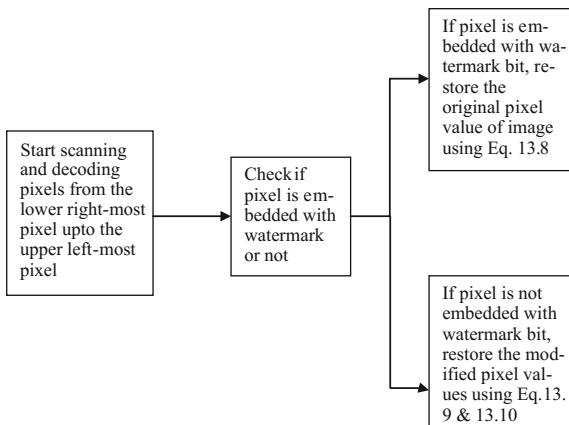 Start scanning
and decoding
pixels from the
lower right-most
pixel upto the
upper left-most
pixel
Check if
pixel is em-
bedded with
watermark
or not
If pixel is em-
bedded with wa-
termark bit, re-
store the
original pixel
value of image
using Eq. 13.8
If pixel is not
embedded with
watermark bit,
restore the mod-
ified pixel val-
ues using Eq.13.
9 & 13.10